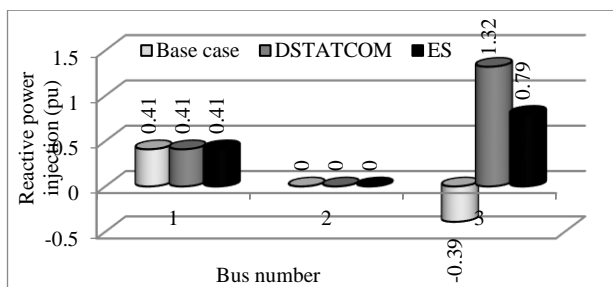 1.5
1
0.5
0
-0.5
Reactive power
injection (pu)
Base case DSTATCOM ES
0.41 0.41 0.41
0 0 0
-0.39 1.32 0.79
1 2 3
Bus number